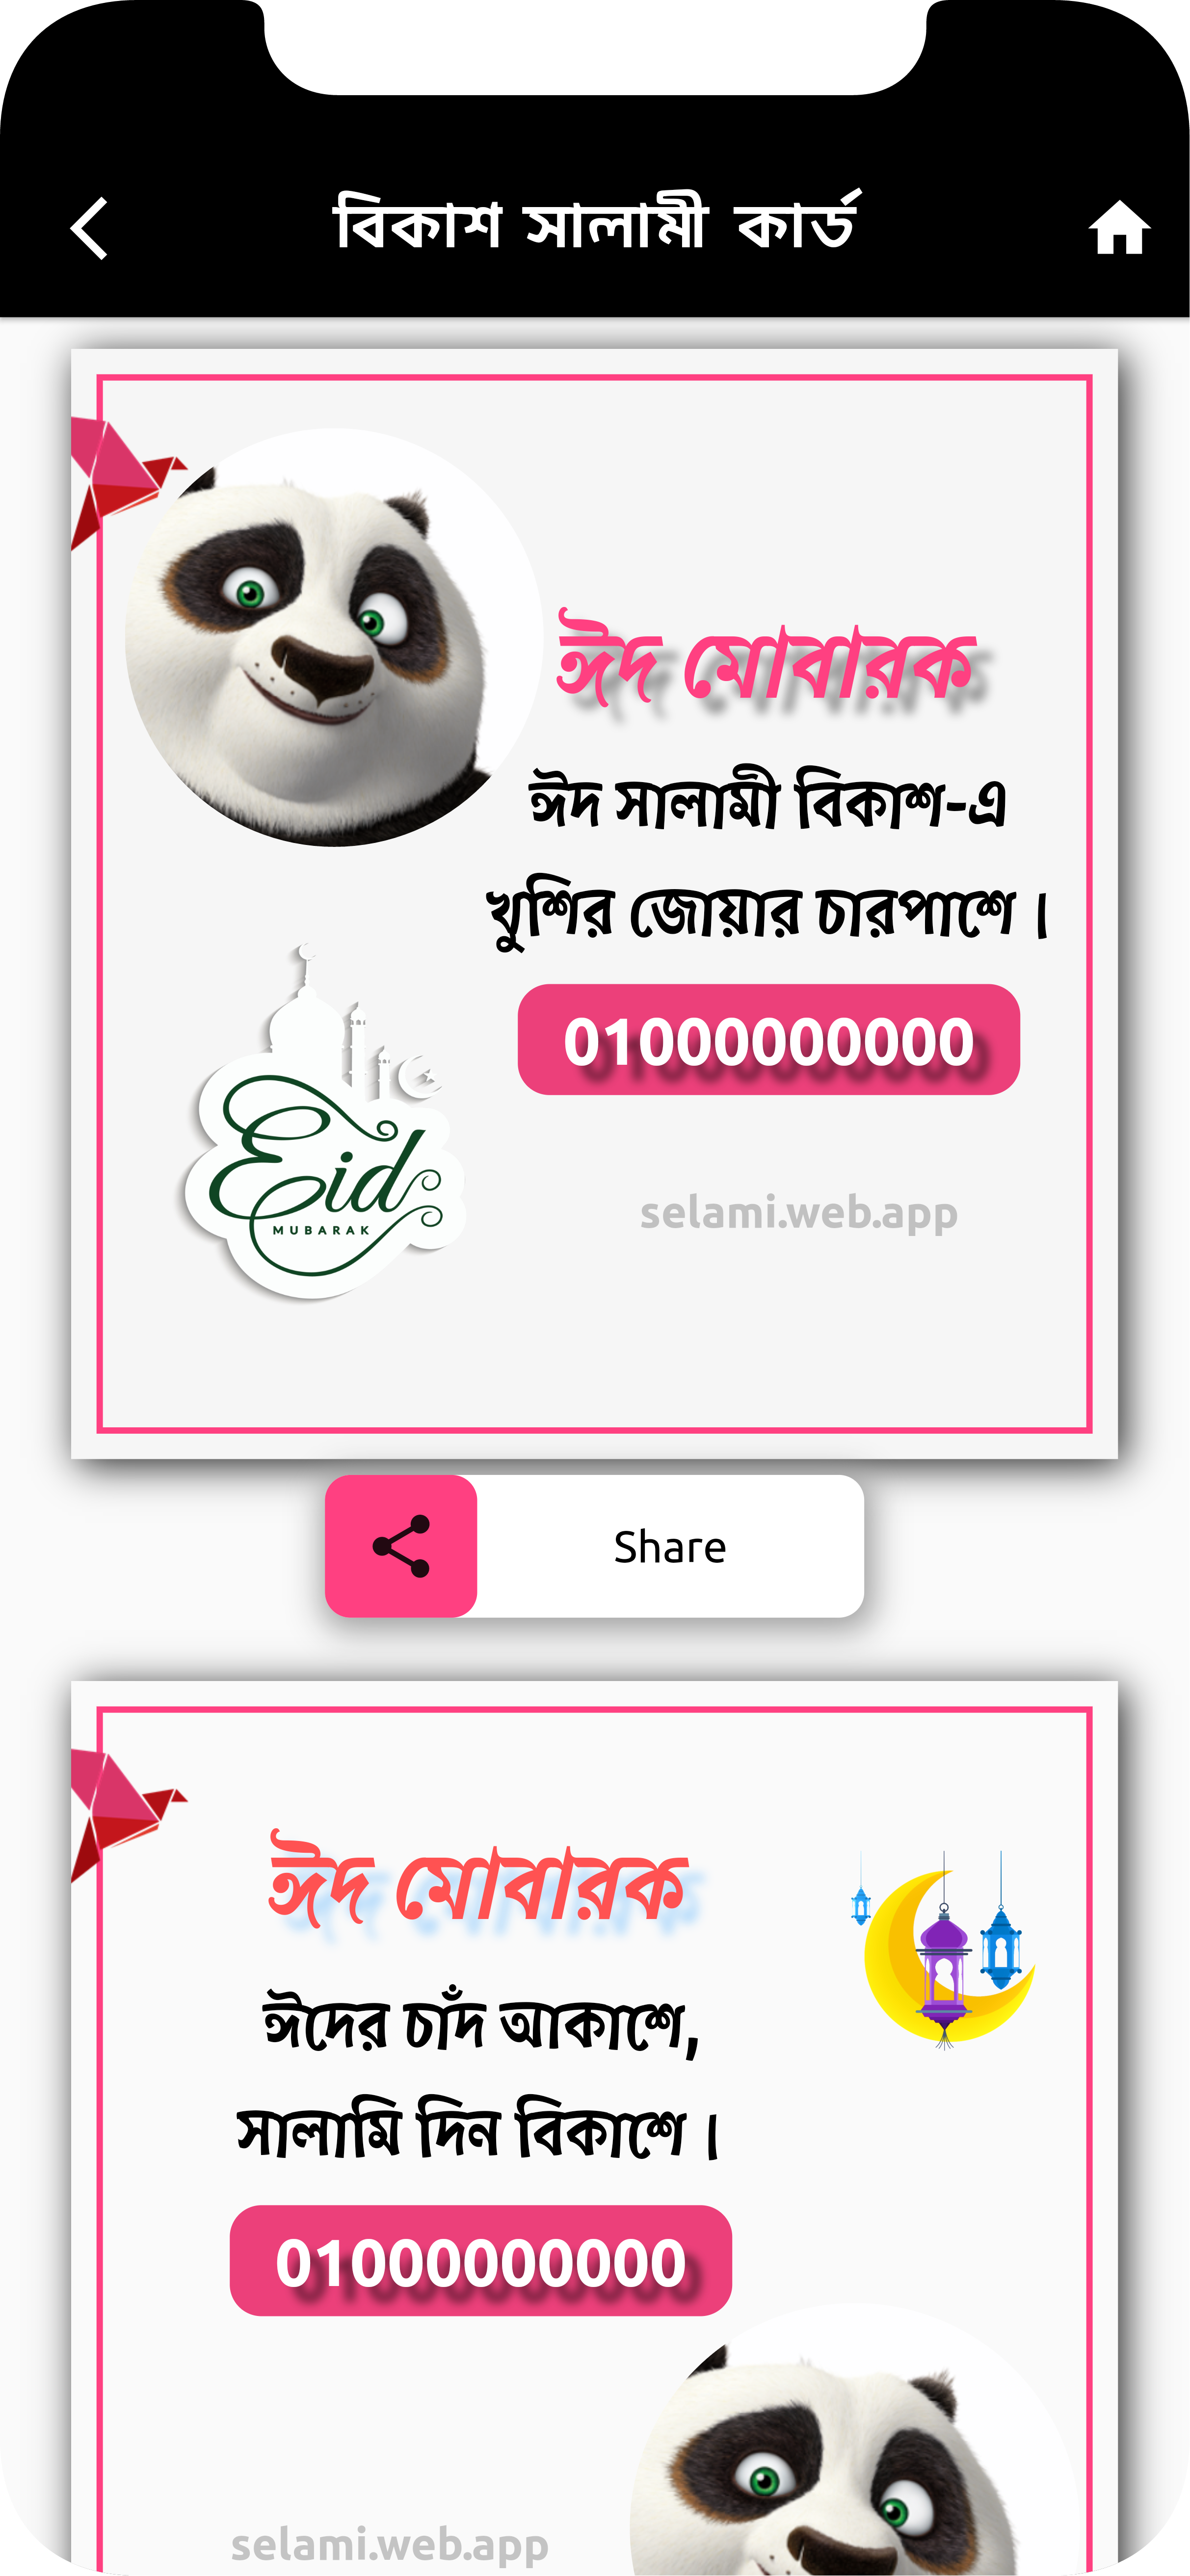 বিকাশ সালামী কার্ড
ঈদ মোবারক
ঈদ সালামী বিকাশ-এ
খুশির জোয়ার চারপাশে।
01000000000
Eid
MUBARAK
selami.web.app
Share
ঈদ মোবারক
ঈদের চাঁদ আকাশে,
সালামি দিন বিকাশে।
01000000000
selami.web.app